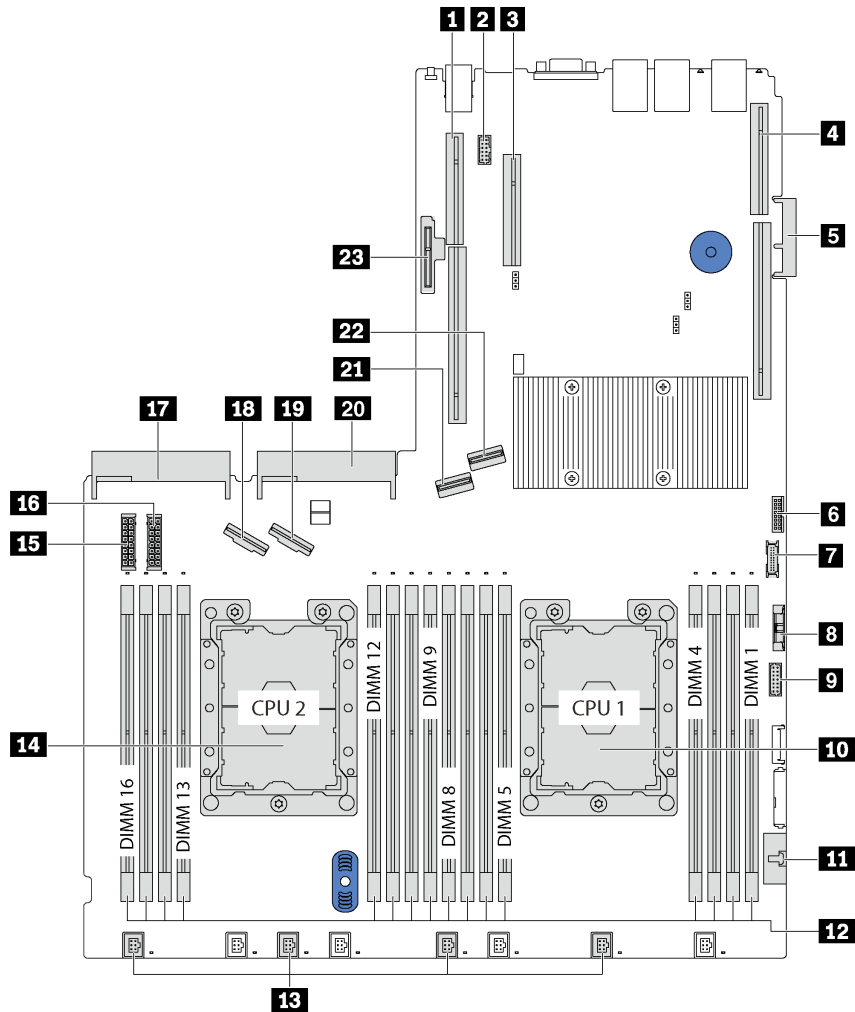 1 2 3
4
5
23
22
21
17 18 19 20
16
15
6
7
8
9
DIMM 12
DIMM 9
DIMM 4
DIMM 1
CPU 2
CPU 1
14
10
DIMM 16
DIMM 13
DIMM 8
DIMM 5
11
12
13